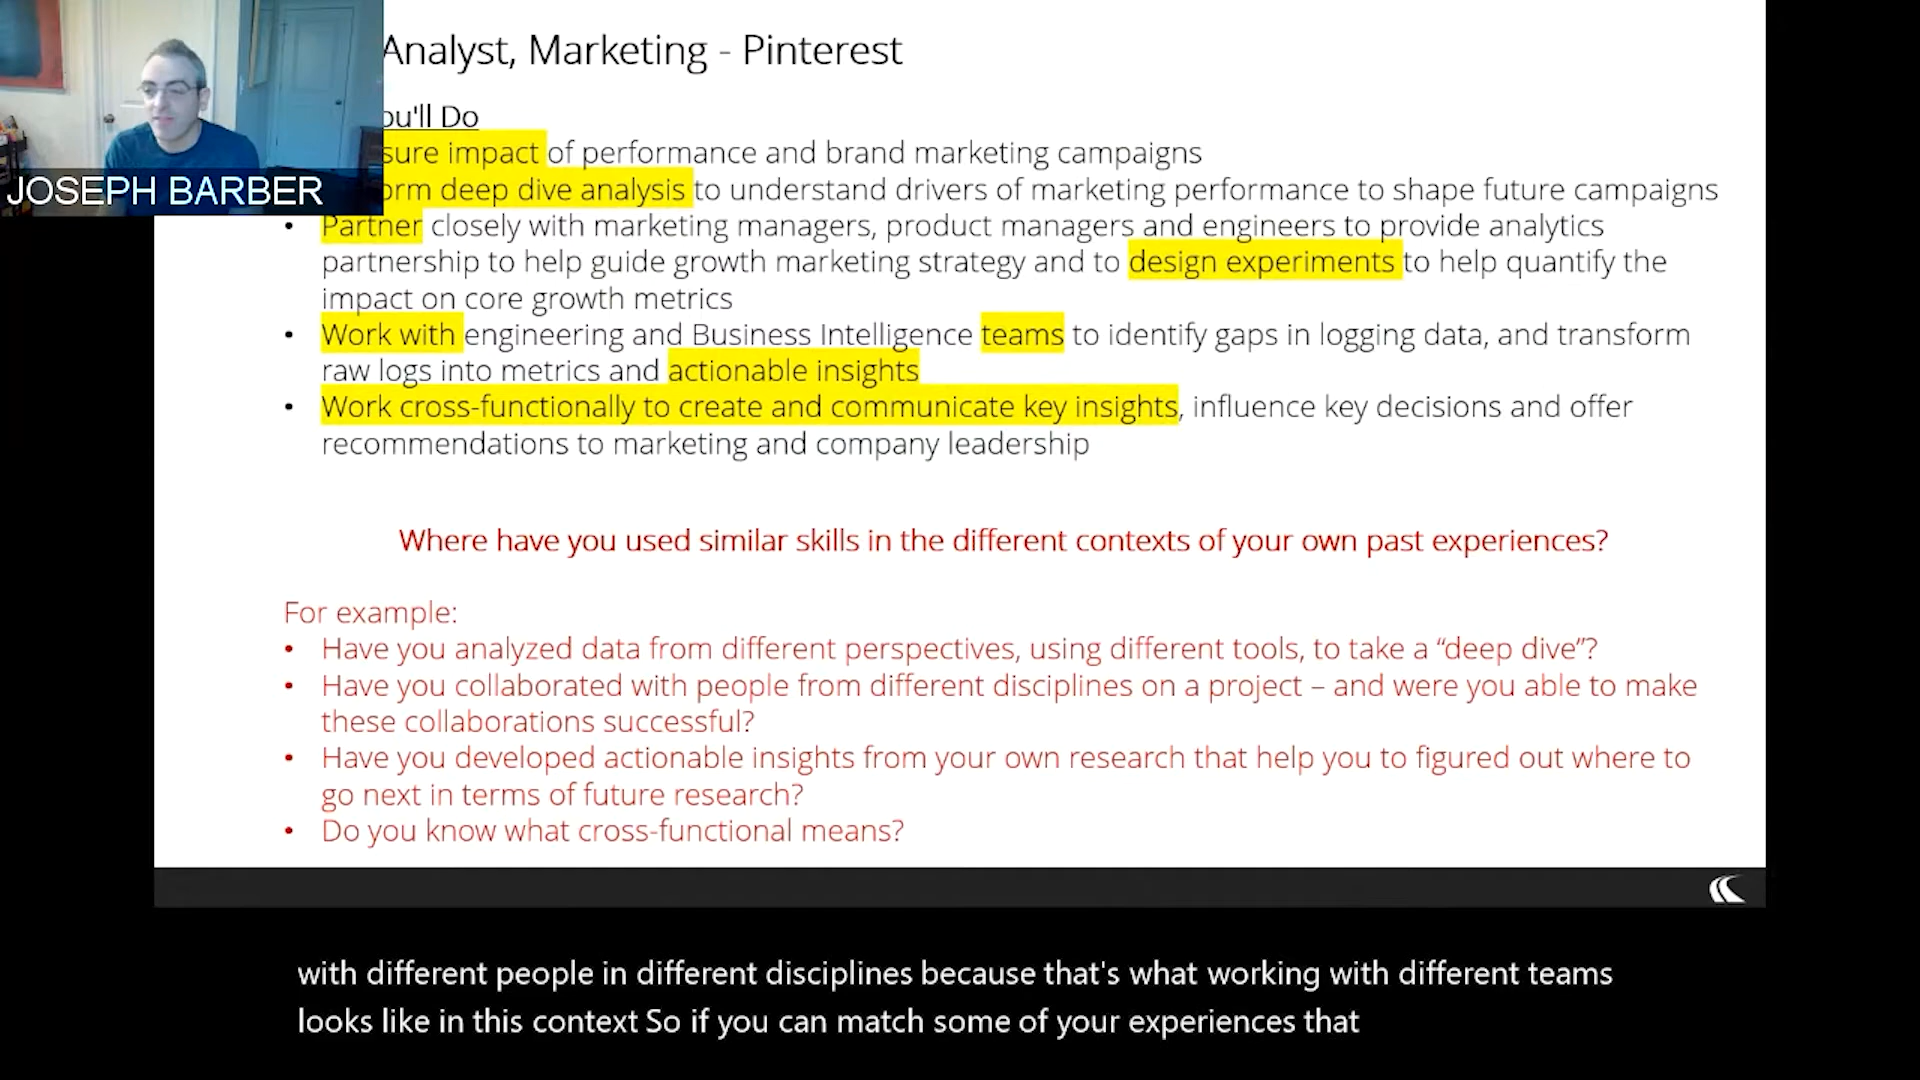 Analyst, Marketing - Pinterest
ou'll Do
sure impact of performance and brand marketing campaigns
orm deep dive analysis to understand drivers of marketing performance to shape future campaigns
JOSEPH BARBER
• Partner closely with marketing managers, product managers and engineers to provide analytics
partnership to help guide growth marketing strategy and to design experiments to help quantify the
impact on core growth metrics
• Work with engineering and Business Intelligence teams to identify gaps in logging data, and transform
raw logs into metrics and actionable insights
• Work cross-functionally to create and communicate key insights, influence key decisions and offer
recommendations to marketing and company leadership
Where have you used similar skills in the different contexts of your own past experiences?
For example:
• Have you analyzed data from different perspectives, using different tools, to take a “deep dive”?
• Have you collaborated with people from different disciplines on a project – and were you able to make
these collaborations successful?
• Have you developed actionable insights from your own research that help you to figured out where to
go next in terms of future research?
• Do you know what cross-functional means?
with different people in different disciplines because that's what working with different teams
looks like in this context So if you can match some of your experiences that